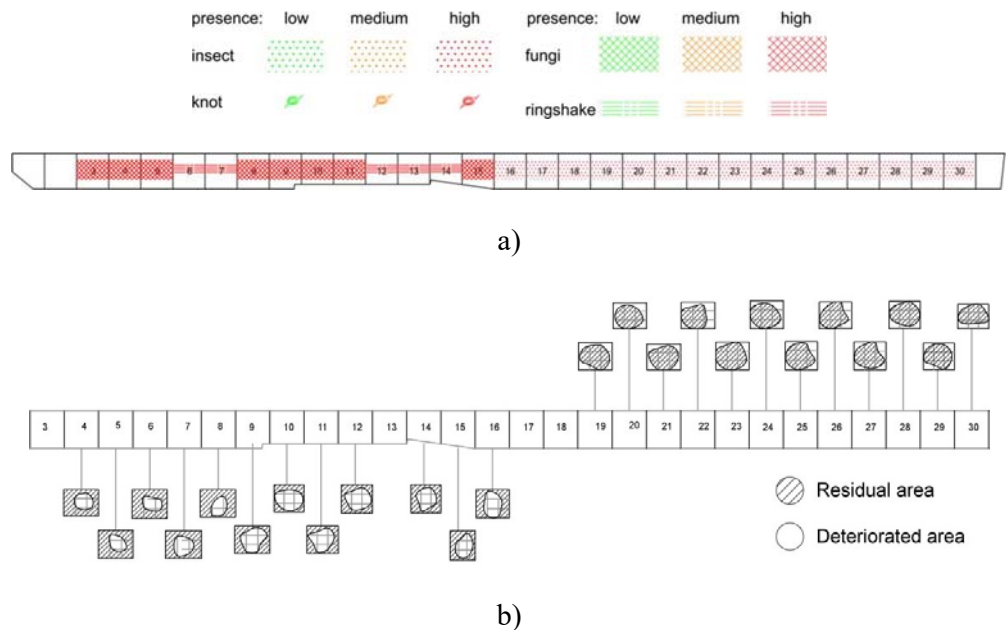 presence: low medium high presence: low medium high
insect fungi
knot ringshake
3 4 5 6 7 8 9 10 11 12 13 14 15 16 17 18 19 20 21 22 23 24 25 26 27 28 29 30
a)
3 4 5 6 7 8 9 10 11 12 13 14 15 16 17 18 19 20 21 22 23 24 25 26 27 28 29 30
Residual area
Deteriorated area
b)